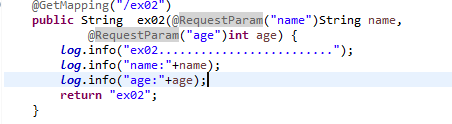 @GetMapping("/ex02")
public String ex02(@RequestParam("name")String name,
@RequestParam("age")int age) {
log.info("ex02............................");
log.info("name:"+name);
log.info("age:"+age);
return "ex02";
}